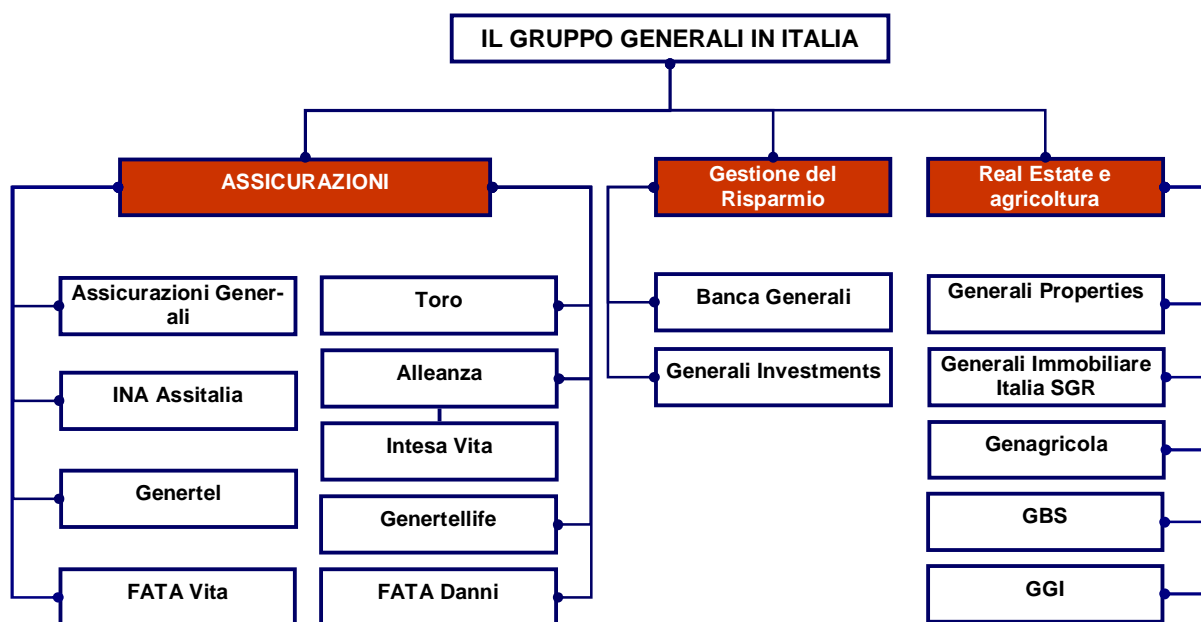 IL GRUPPO GENERALI IN ITALIA
ASSICURAZIONI
Gestione del
Risparmio
Real Estate e
agricoltura
Assicurazioni Gener-
ali
INA Assitalia
Genertel
FATA Vita
Toro
Alleanza
Intesa Vita
Genertellife
FATA Danni
Banca Generali
Generali Investments
Generali Properties
Generali Immobiliare
Italia SGR
Genagricola
GBS
GGI